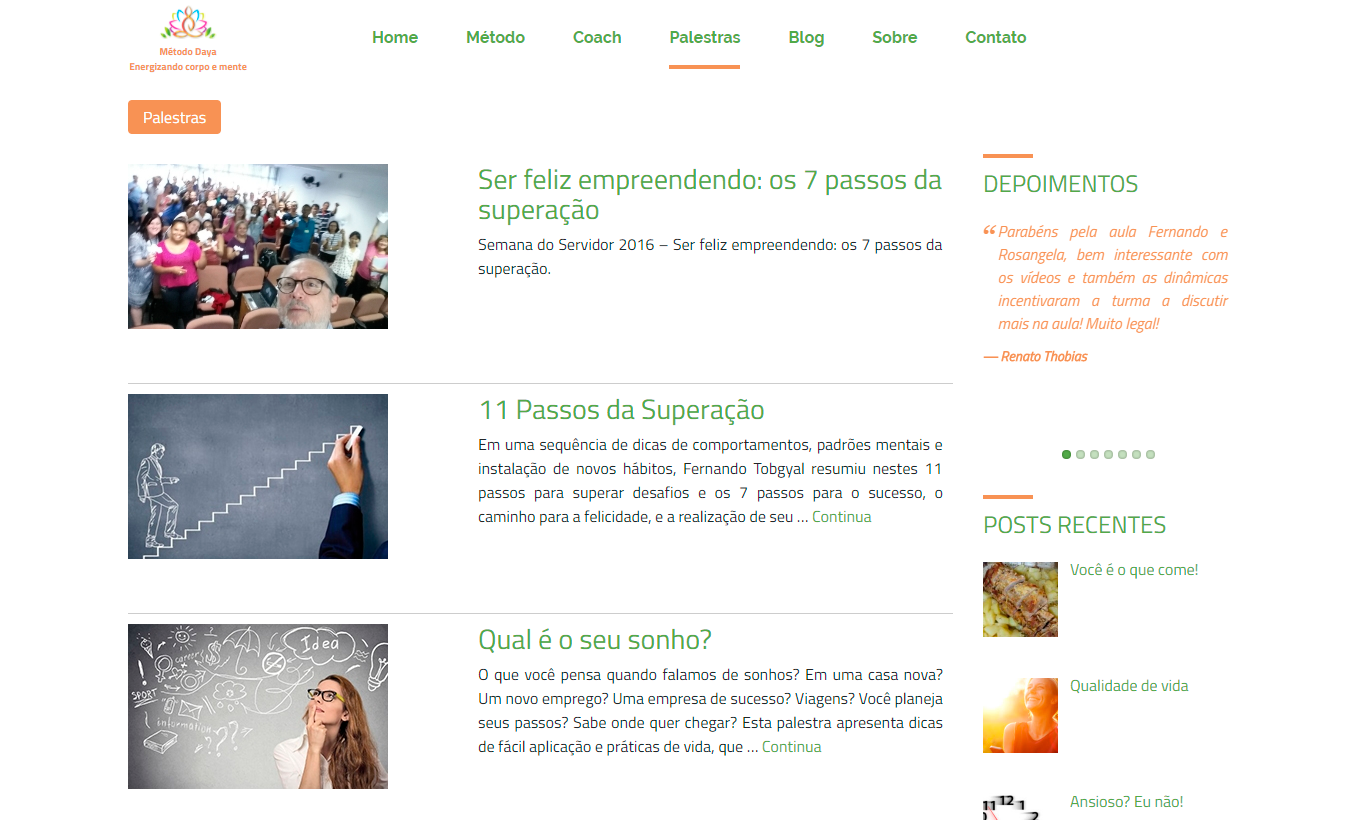 Método Daya
Energizando corpo e mente
Home
Método
Coach
Palestras
Blog
Sobre
Contato
Palestras
Ser feliz empreendendo: os 7 passos da
superação
Semana do Servidor 2016 – Ser feliz empreendendo: os 7 passos da
superação.
11 Passos da Superação
Em uma sequência de dicas de comportamentos, padrões mentais e
instalação de novos hábitos, Fernando Tobgyal resumiu nestes 11
passos para superar desafios e os 7 passos para o sucesso, o
caminho para a felicidade, e a realização de seu … Continua
Idea
career
SPORT
information
Qual é o seu sonho?
O que você pensa quando falamos de sonhos? Em uma casa nova?
Um novo emprego? Uma empresa de sucesso? Viagens? Você planeja
seus passos? Sabe onde quer chegar? Esta palestra apresenta dicas
de fácil aplicação e práticas de vida, que … Continua
DEPOIMENTOS
“ Parabéns pela aula Fernando e
Rosangela, bem interessante com
os vídeos e também as dinâmicas
incentivaram a turma a discutir
mais na aula! Muito legal!
— Renato Thobias
POSTS RECENTES
Você é o que come!
Qualidade de vida
11 12
Ansioso? Eu não!